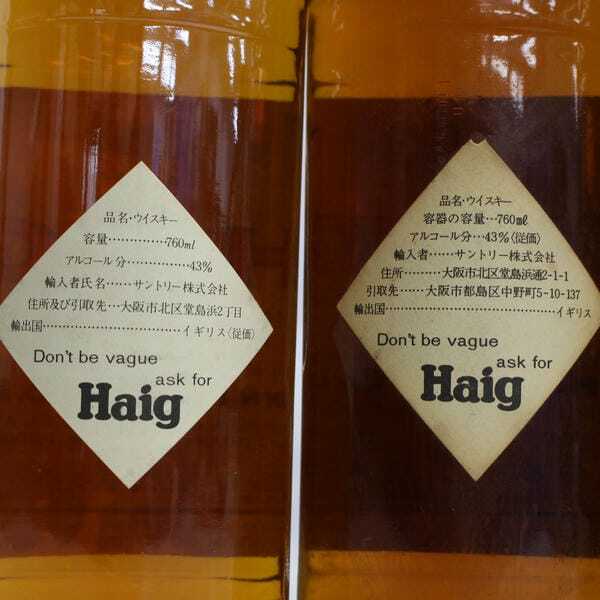 品名・ウイスキー
容量··············760ml
アルコール分···············43%
輸入者氏名····サントリー株式会社
住所及び引取先···大阪市北区堂島浜2丁目
輸出国································イギリス〈従価〉
Don't be vague
ask for
Haig
品名・ウイスキー
容器の容量···760ml
アルコール分···43%〈従価〉
輸入者······サントリー株式会社
住所·········大阪市北区堂島浜通2-1-1
引取先······大阪市都島区中野町5-10-137
輸出国········································イギリス
Don't be vague
ask for
Haig